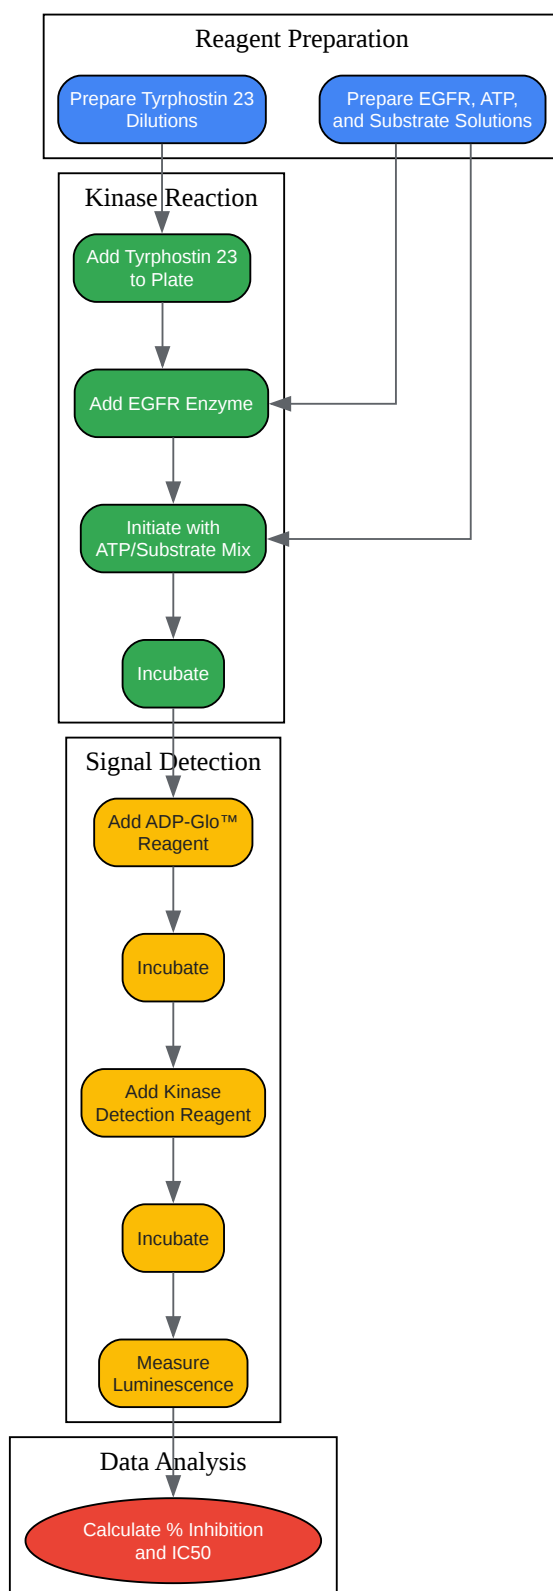 Reagent Preparation
Prepare Tyrphostin 23
Dilutions
Prepare EGFR, ATP,
and Substrate Solutions
Kinase Reaction
Add Tyrphostin 23
to Plate
Add EGFR Enzyme
Initiate with
ATP/Substrate Mix
Incubate
Signal Detection
Add ADP-Glo™
Reagent
Incubate
Add Kinase
Detection Reagent
Incubate
Measure
Luminescence
Data Analysis
Calculate % Inhibition
and IC50